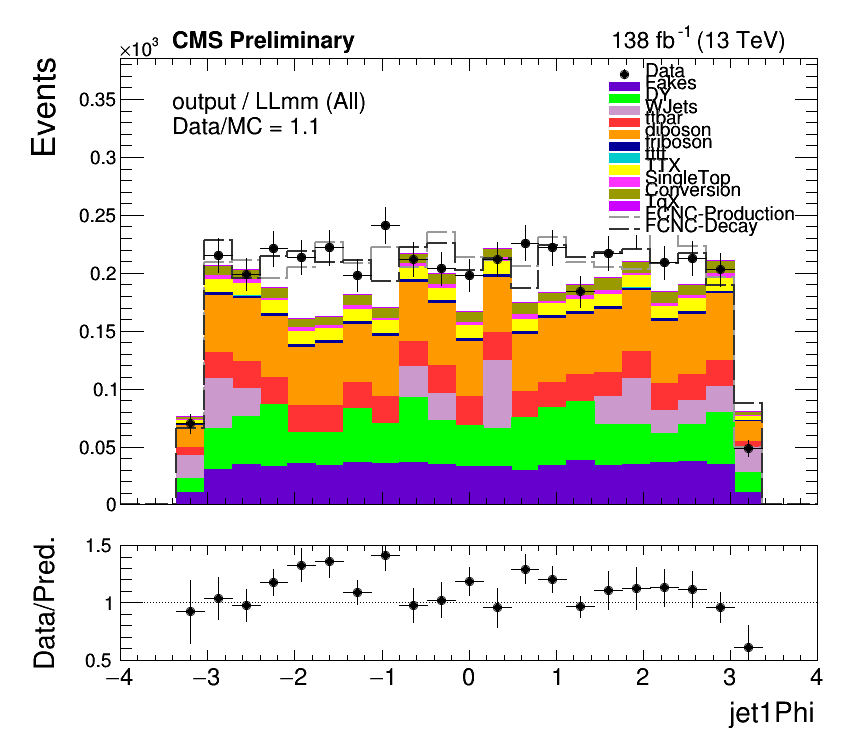 ×10³ CMS Preliminary 138 fb⁻¹ (13 TeV)
Events
output / LLmm (All)
Data/MC = 1.1
Data
Fakes
DY
WJets
ttbar
diboson
triboson
tttt
TTX
SingleTop
Conversion
TqX
FCNC-Production
FCNC-Decay
0.35
0.3
0.25
0.2
0.15
0.1
0.05
0
Data/Pred.
1.5
1
0.5
−4 −3 −2 −1 0 1 2 3 4
jet1Phi